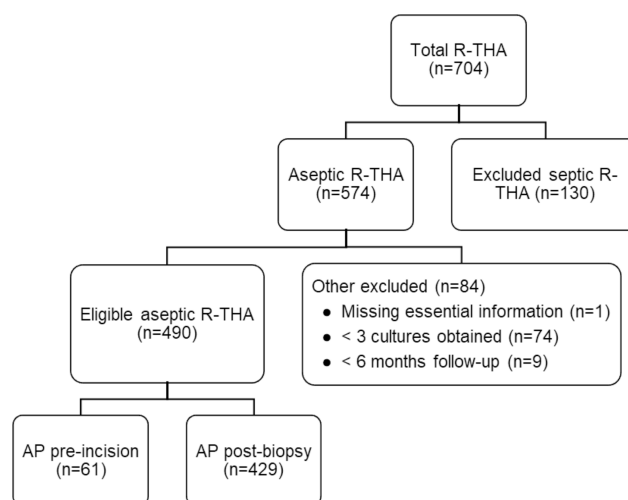 Total R-THA
(n=704)
Aseptic R-THA
(n=574)
Excluded septic R-
THA (n=130)
Eligible aseptic R-THA
(n=490)
Other excluded (n=84)
● Missing essential information (n=1)
● < 3 cultures obtained (n=74)
● < 6 months follow-up (n=9)
AP pre-incision
(n=61)
AP post-biopsy
(n=429)